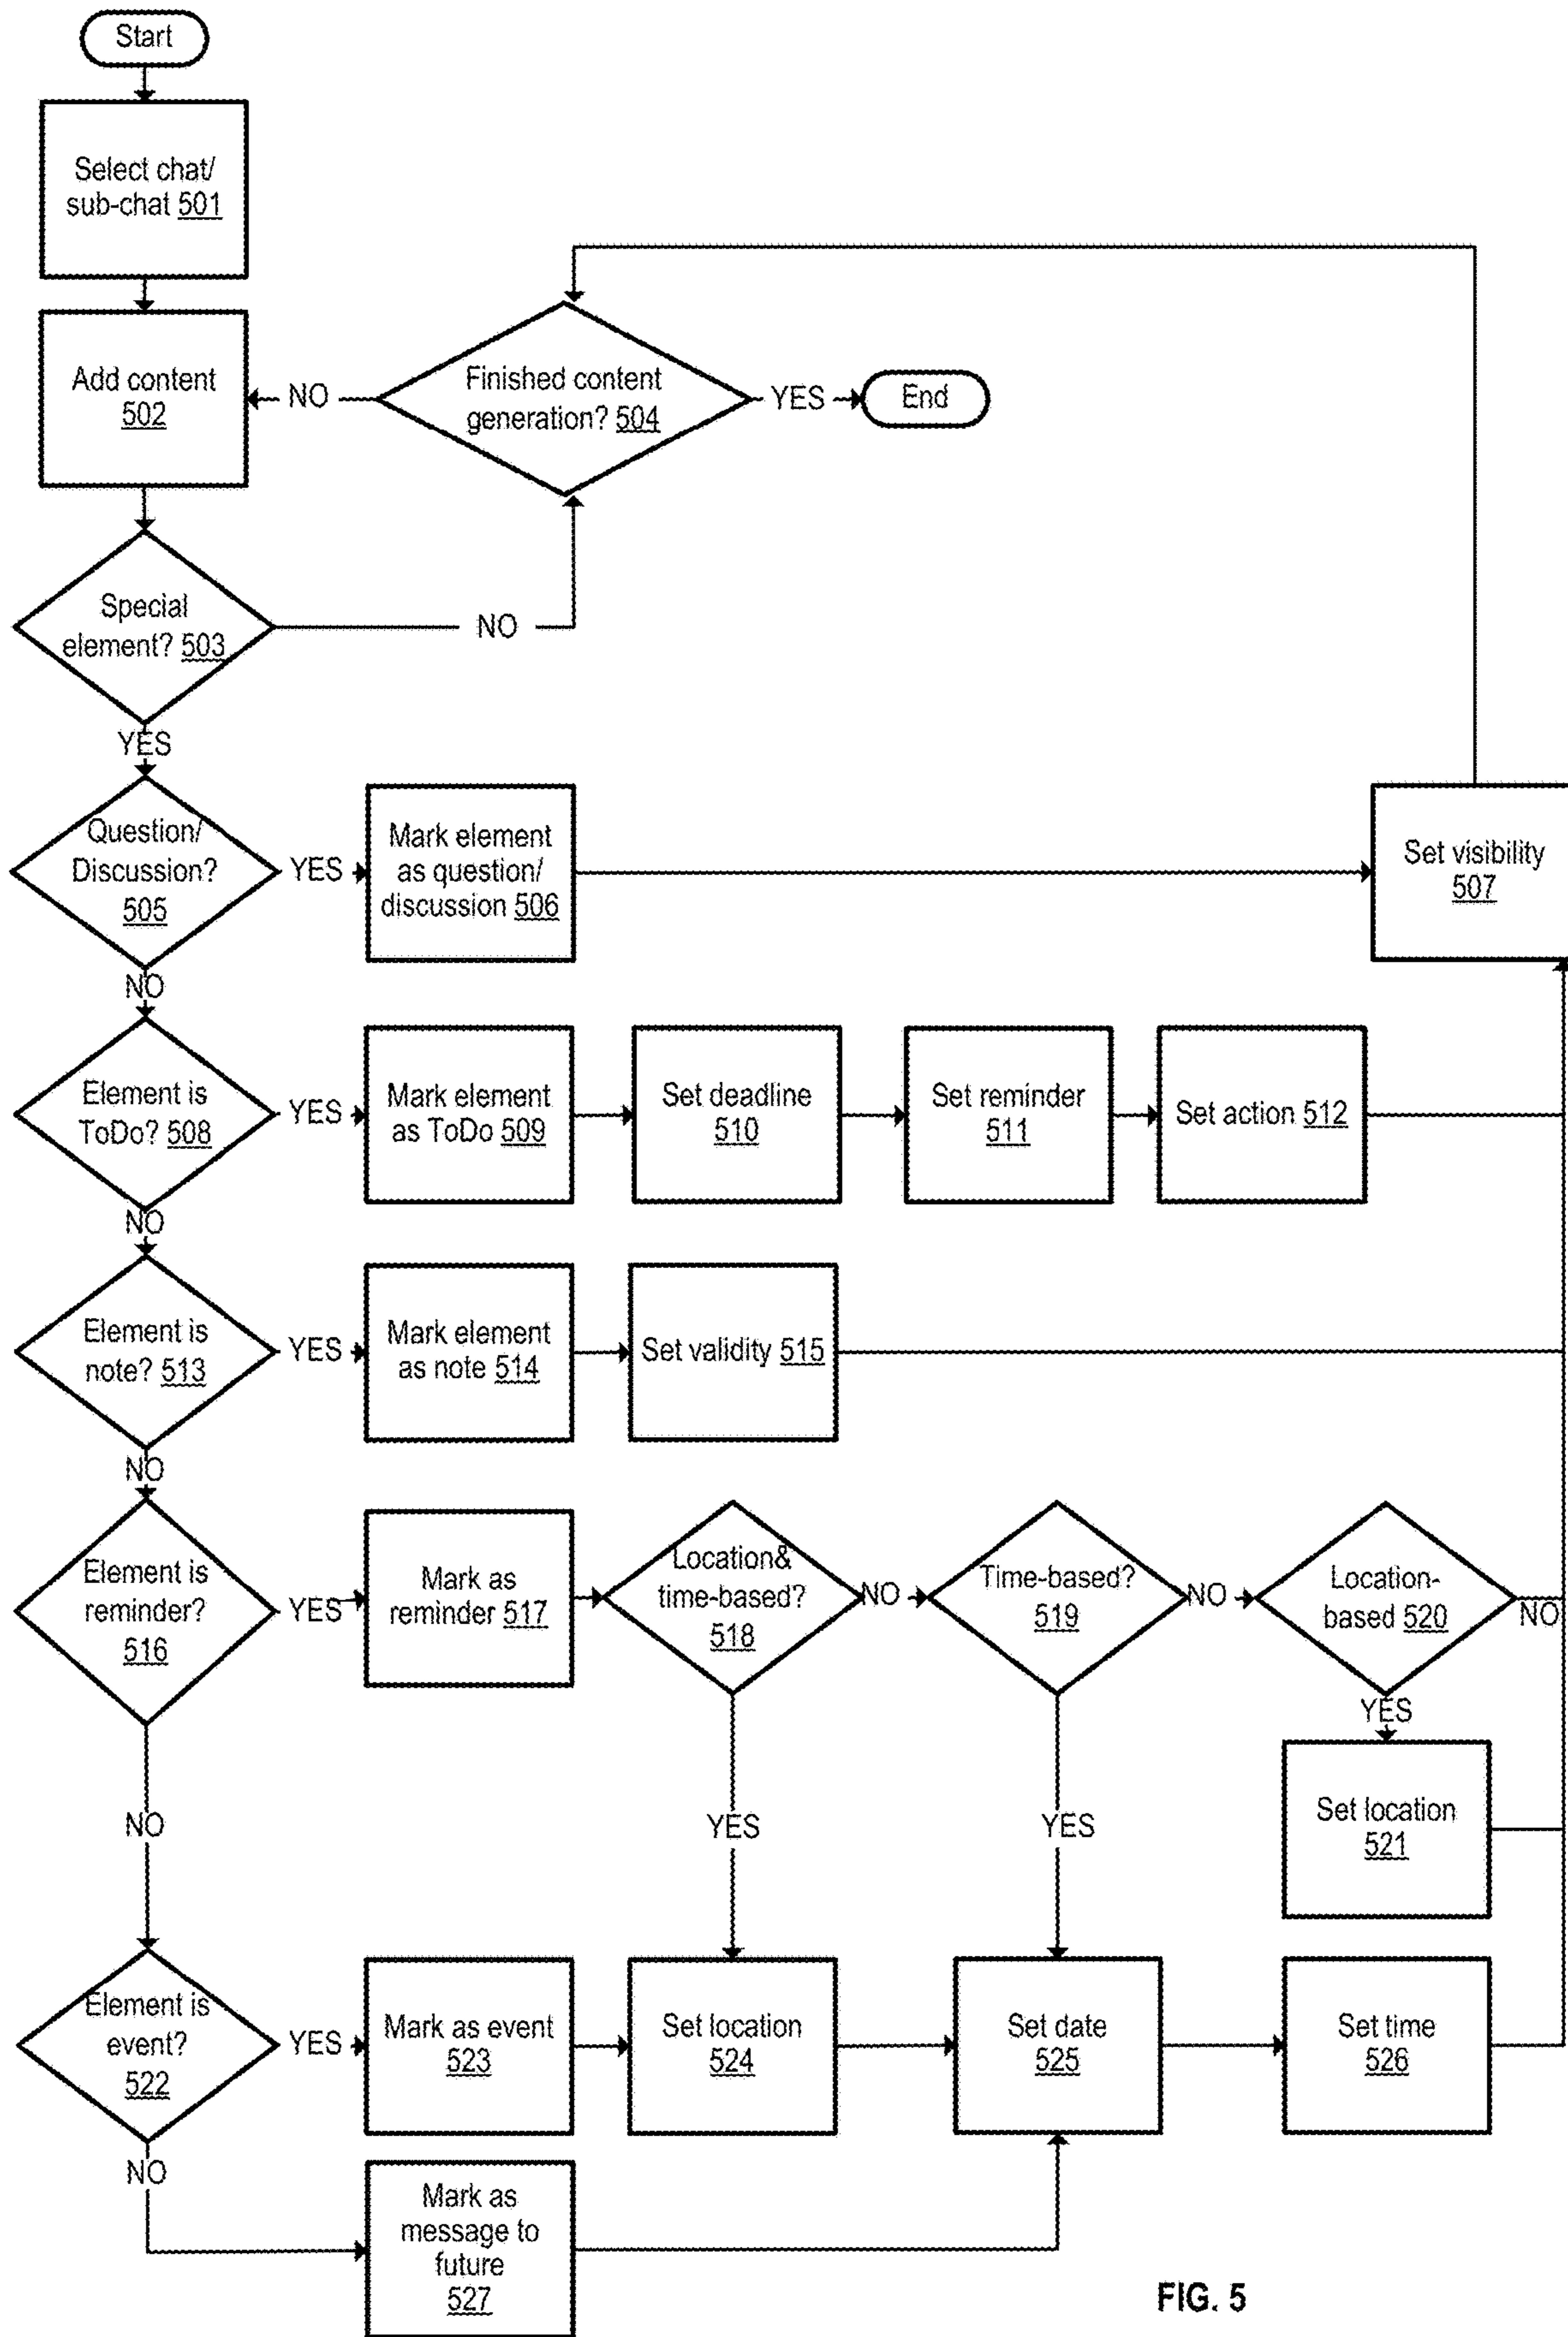 Start
Select chat/
sub-chat 501
Add content
502
NO
Finished content
generation? 504
YES
End
Special
element? 503
NO
YES
Question/
Discussion?
505
YES
Mark element
as question/
discussion 506
Set visibility
507
NO
Element is
ToDo? 508
YES
Mark element
as ToDo 509
Set deadline
510
Set reminder
511
Set action 512
NO
Element is
note? 513
YES
Mark element
as note 514
Set validity 515
NO
Element is
reminder?
516
YES
Mark as
reminder 517
Location&
time-based?
518
NO
Time-based?
519
NO
Location-
based 520
NO
YES
Set location
521
NO
YES
YES
Element is
event?
522
YES
Mark as event
523
Set location
524
Set date
525
Set time
526
NO
Mark as
message to
future
527
FIG. 5